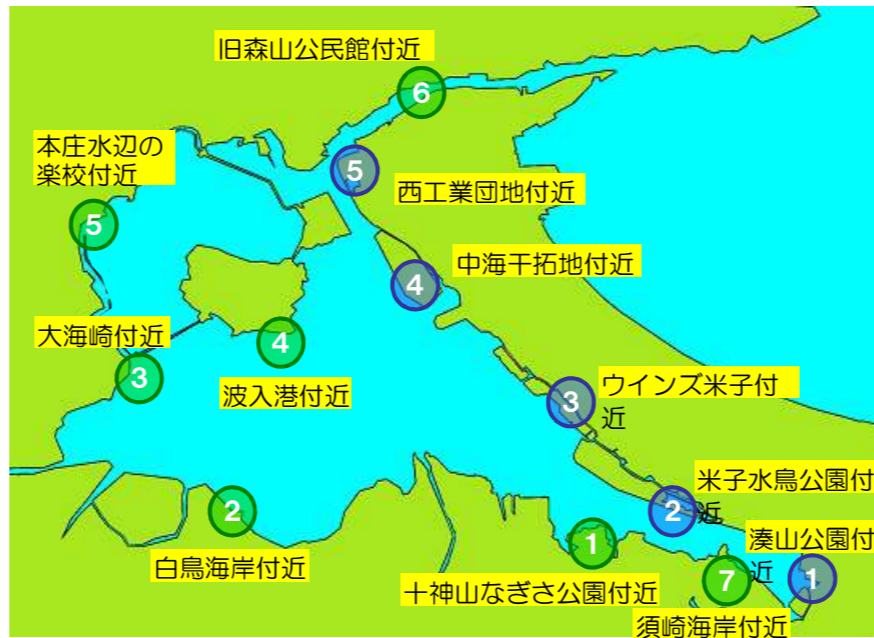 旧森山公民館付近
6
本庄水辺の
楽校付近
5
西工業団地付近
5
中海干拓地付近
4
大海崎付近
3
4
波入港付近
ウインズ米子付
近
3
米子水鳥公園付
近
2
2
白鳥海岸付近
湊山公園付
近
1
1
十神山なぎさ公園付近
7
須崎海岸付近